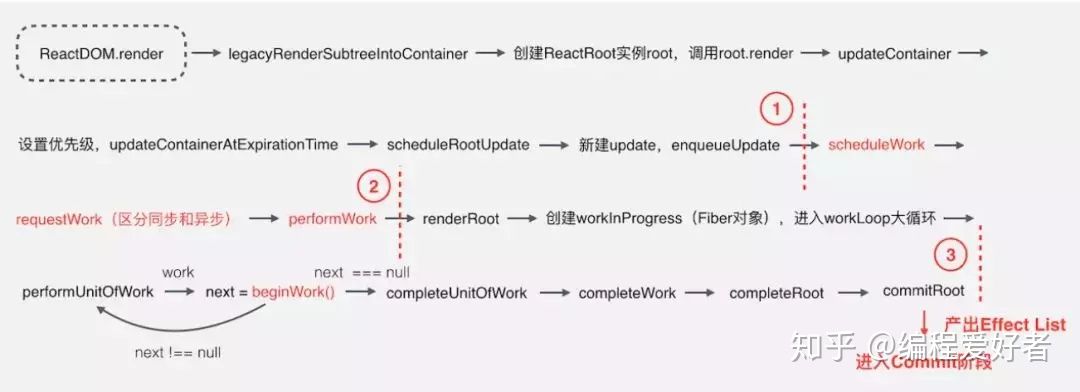 ReactDOM.render legacyRenderSubtreeIntoContainer 创建ReactRoot实例root，调用root.render updateContainer
①
设置优先级，updateContainerAtExpirationTime scheduleRootUpdate 新建update，enqueueUpdate scheduleWork
②
requestWork（区分同步和异步） performWork renderRoot 创建workInProgress（Fiber对象），进入workLoop大循环
③
work next === null
performUnitOfWork next = beginWork() completeUnitOfWork completeWork completeRoot commitRoot
next !== null
产出Effect List
进入Commit阶段
知乎 @编程爱好者